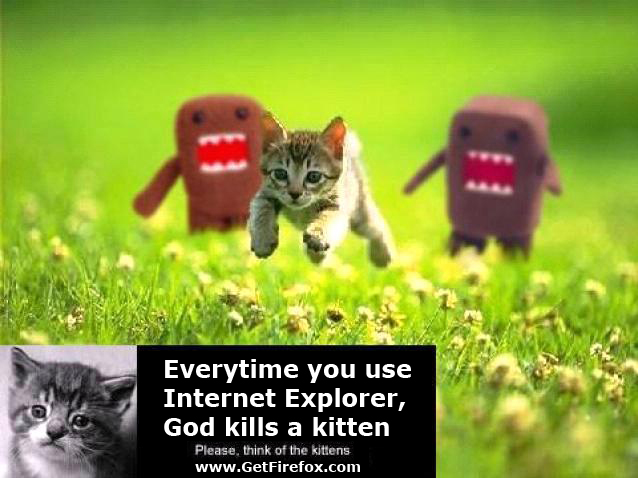 Everytime you use
Internet Explorer,
God kills a kitten
Please, think of the kittens
www.GetFirefox.com